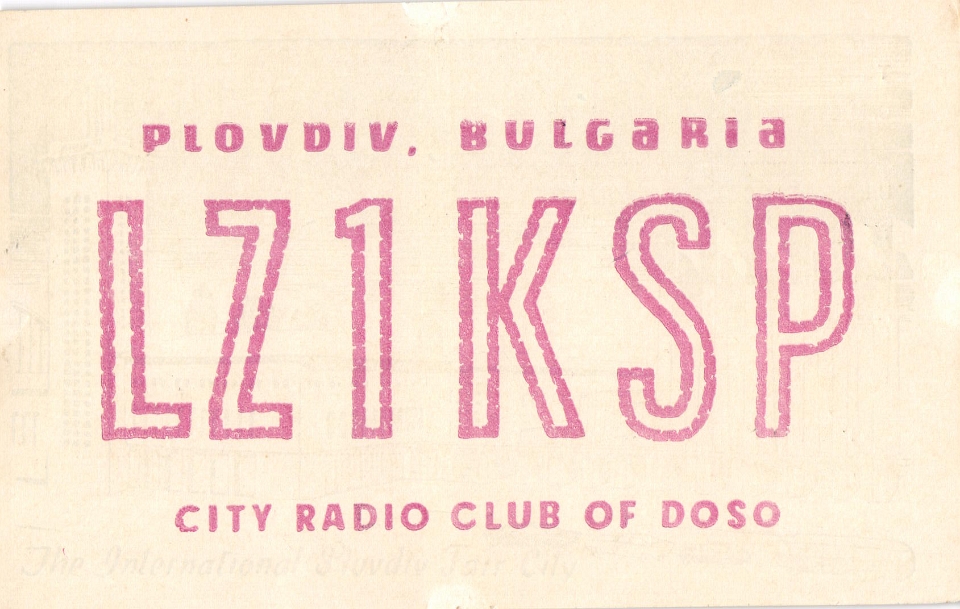 PLOVDIV, BULGARIA
LZ1KSP
CITY RADIO CLUB OF DOSO
The International Plovdiv Fair City